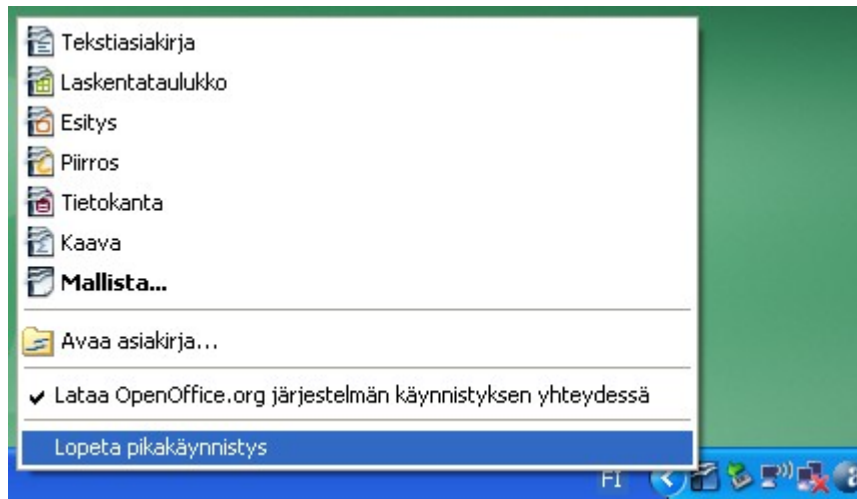 Tekstiasiakirja
Laskentataulukko
Esitys
Piirros
Tietokanta
Kaava
Mallista...
Avaa asiakirja...
Lataa OpenOffice.org järjestelmän käynnistyksen yhteydessä
Lopeta pikakäynnistys
FI